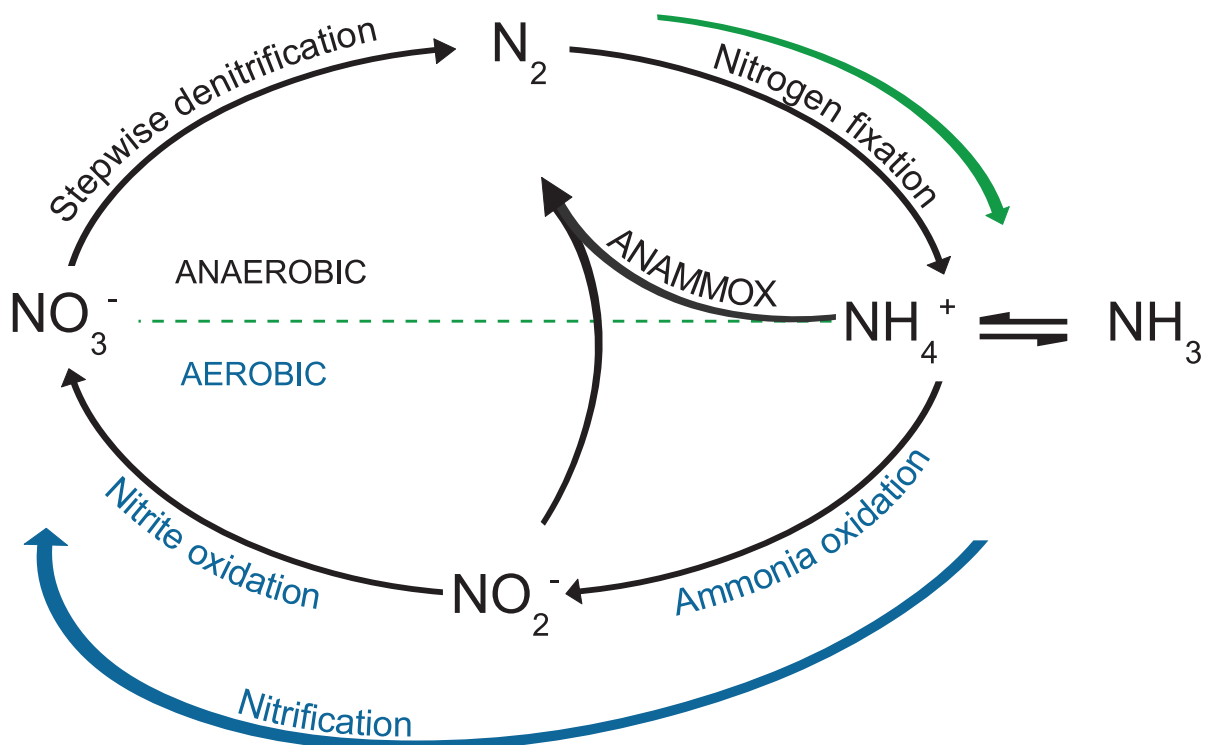 N2
Stepwise denitrification
Nitrogen fixation
ANAMMOX
ANAEROBIC
NO3-
NH4+
NH3
AEROBIC
Nitrite oxidation
Ammonia oxidation
NO2-
Nitrification